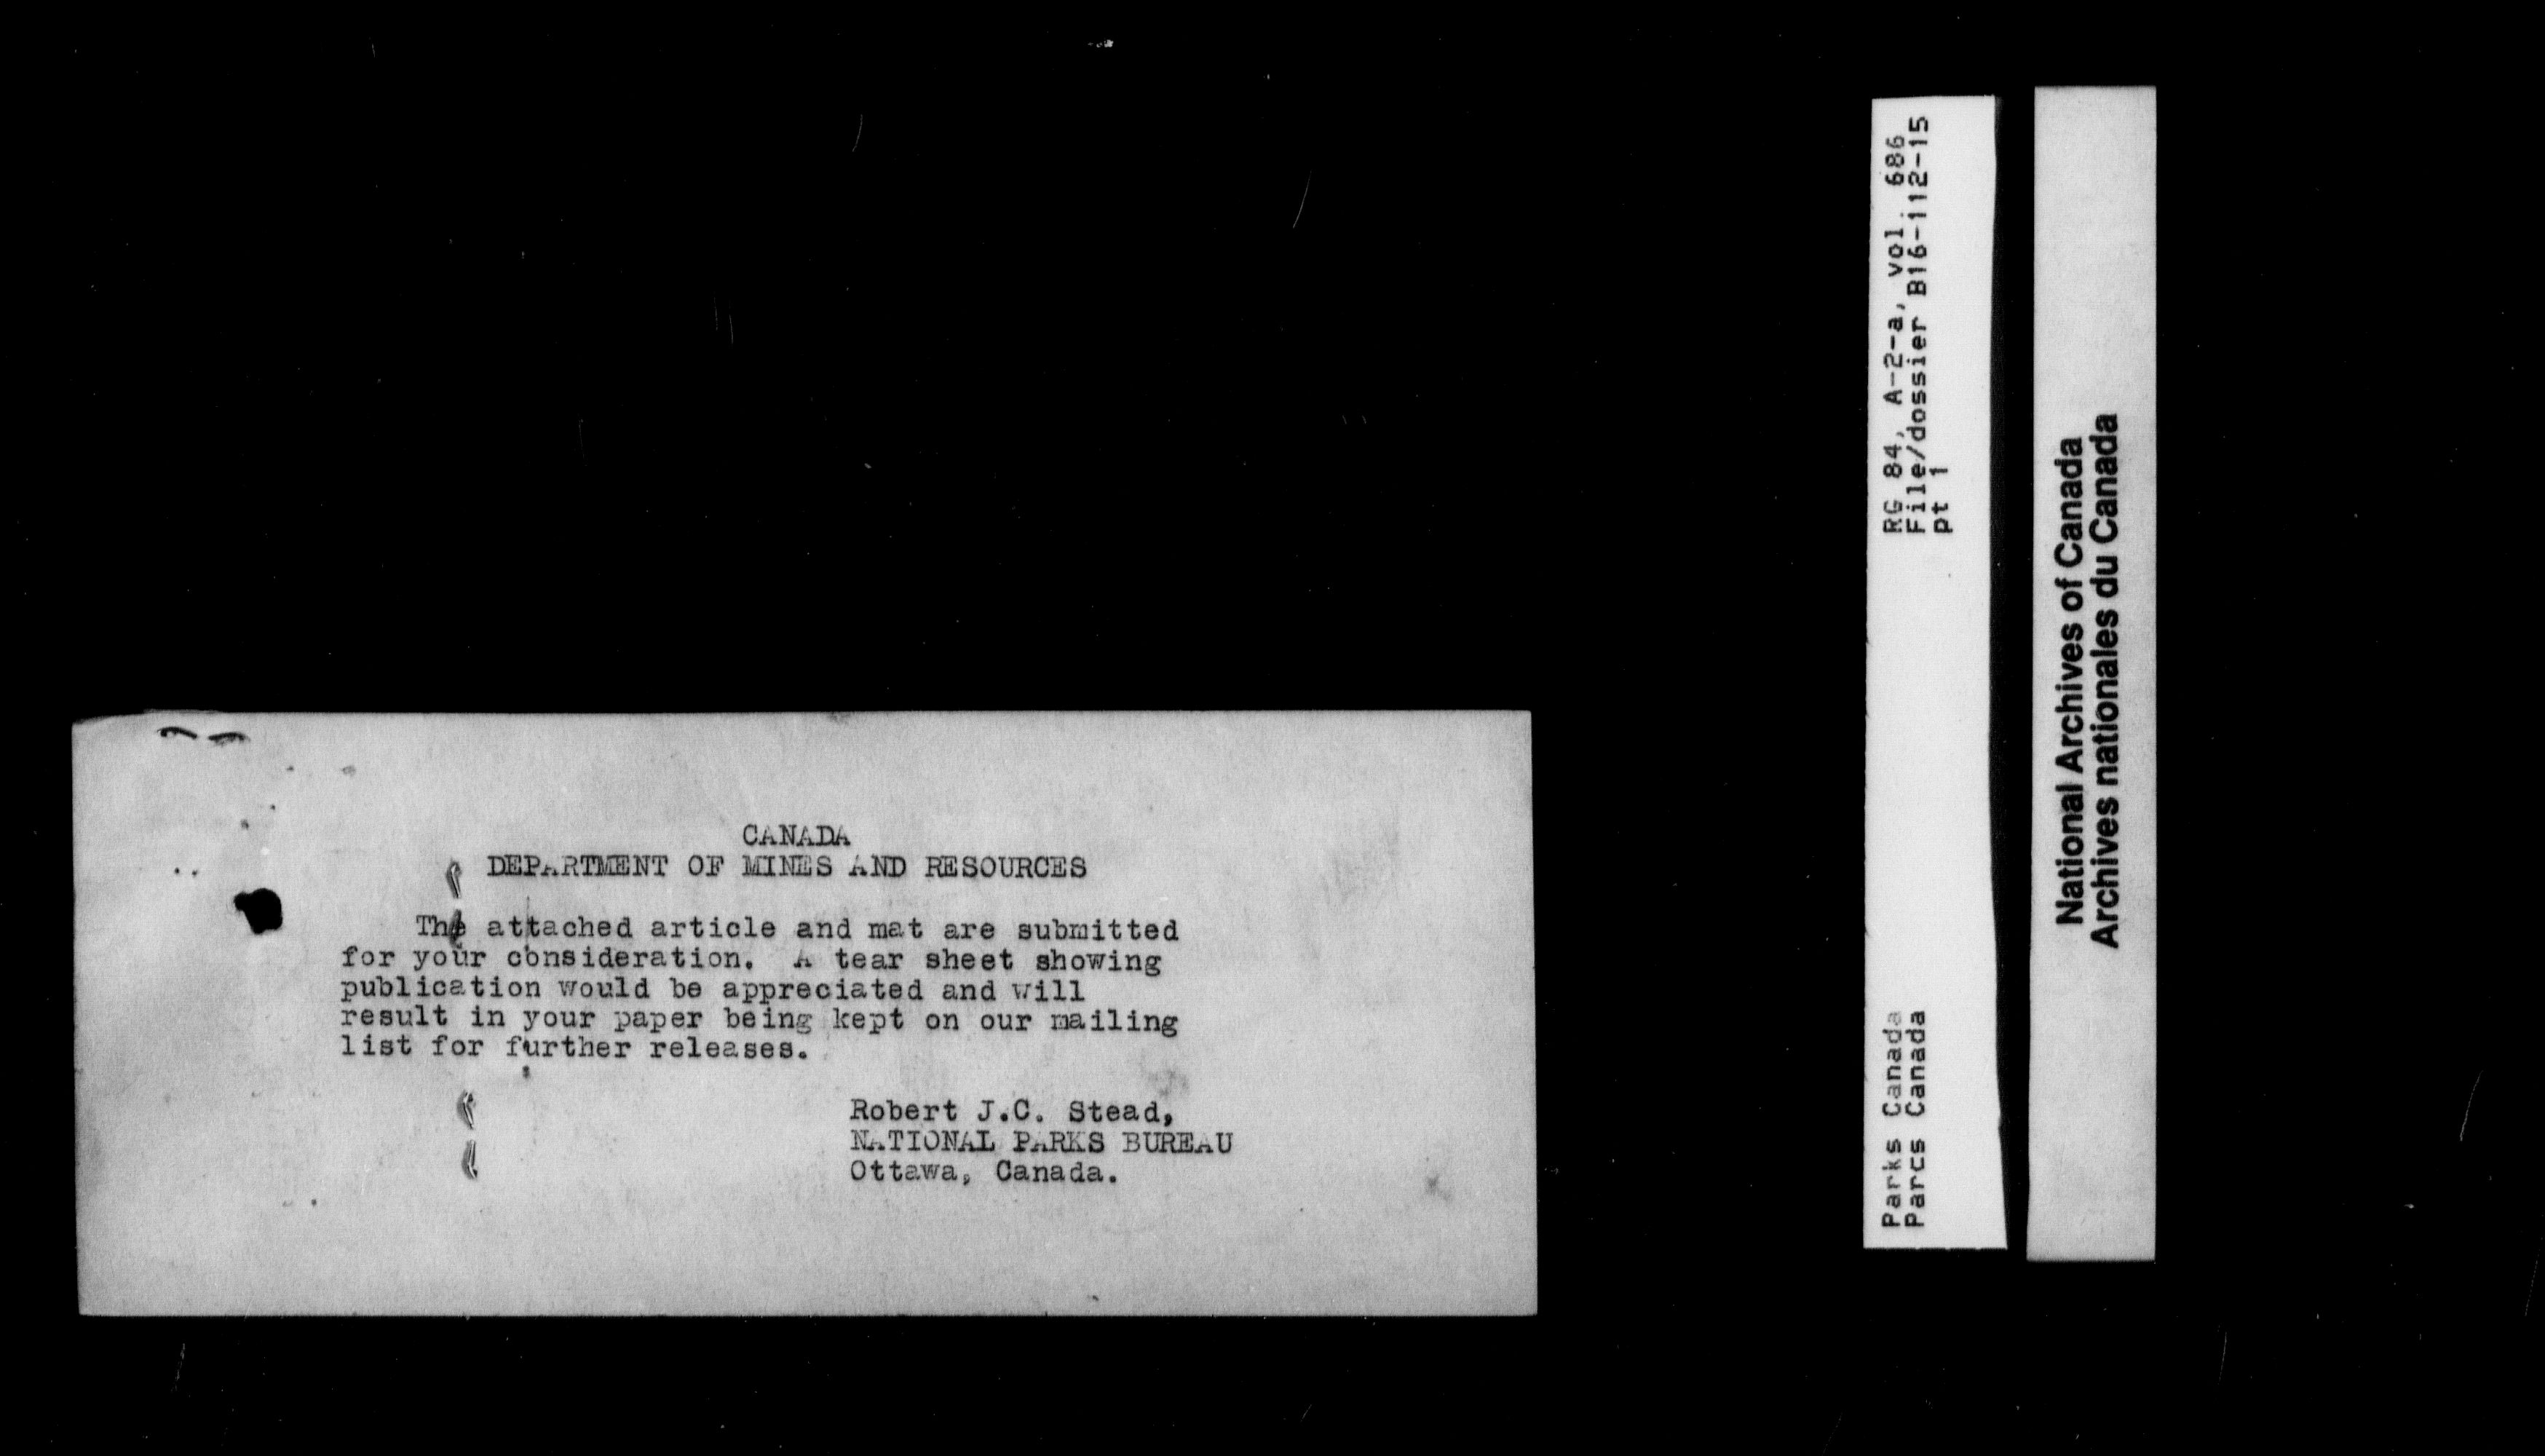 CANADA
DEPARTMENT OF MINES AND RESOURCES
The attached article and mat are submitted
for your consideration. A tear sheet showing
publication would be appreciated and will
result in your paper being kept on our mailing
list for further releases.
Robert J.C. Stead,
NATIONAL PARKS BUREAU
Ottawa, Canada.
RG 84, A-2-a, vol. 686
File/dossier B16-112-15
pt 1
Parks Canada
Parcs Canada
National Archives of Canada
Archives nationales du Canada